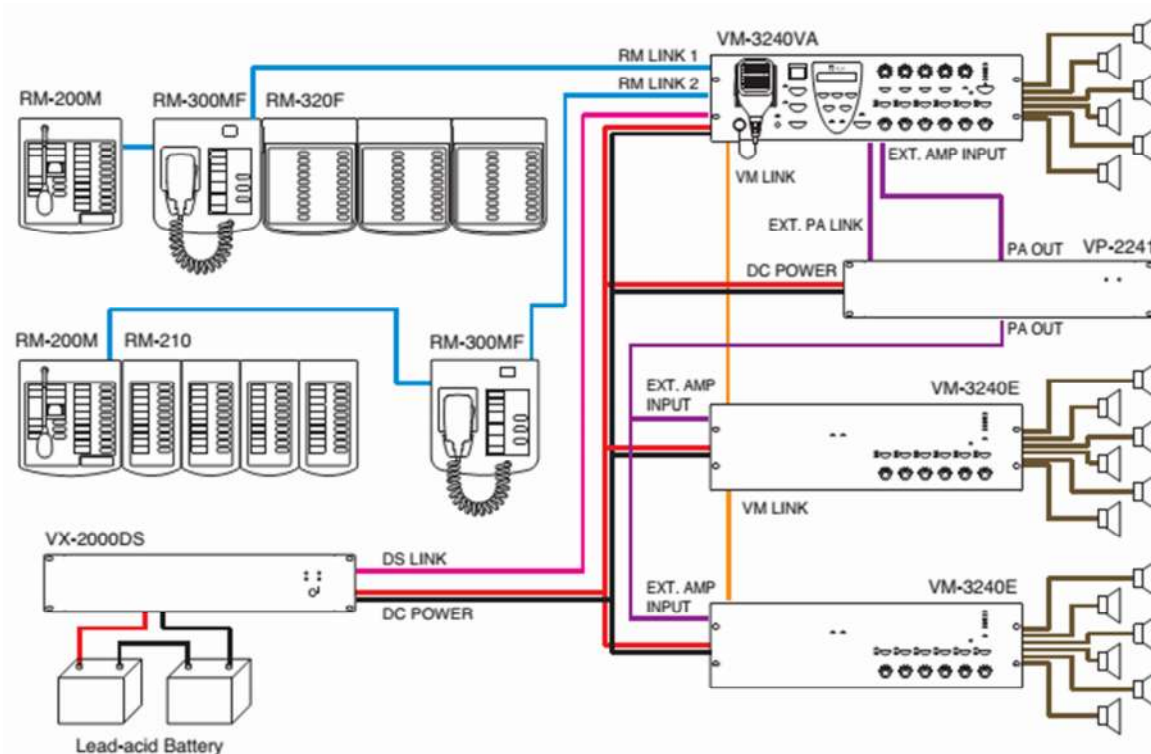 VM-3240VA
RM LINK 1
RM LINK 2
RM-200M
RM-300MF
RM-320F
EXT. AMP INPUT
VM LINK
EXT. PA LINK
PA OUT
VP-2241
DC POWER
PA OUT
RM-200M
RM-210
RM-300MF
EXT. AMP
INPUT
VM-3240E
VM LINK
VX-2000DS
DS LINK
DC POWER
EXT. AMP
INPUT
VM-3240E
Lead-acid Battery